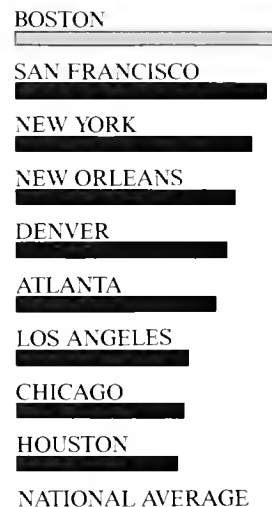 BOSTON
SAN FRANCISCO
NEW YORK
NEW ORLEANS
DENVER
ATLANTA
LOS ANGELES
CHICAGO
HOUSTON
NATIONAL AVERAGE